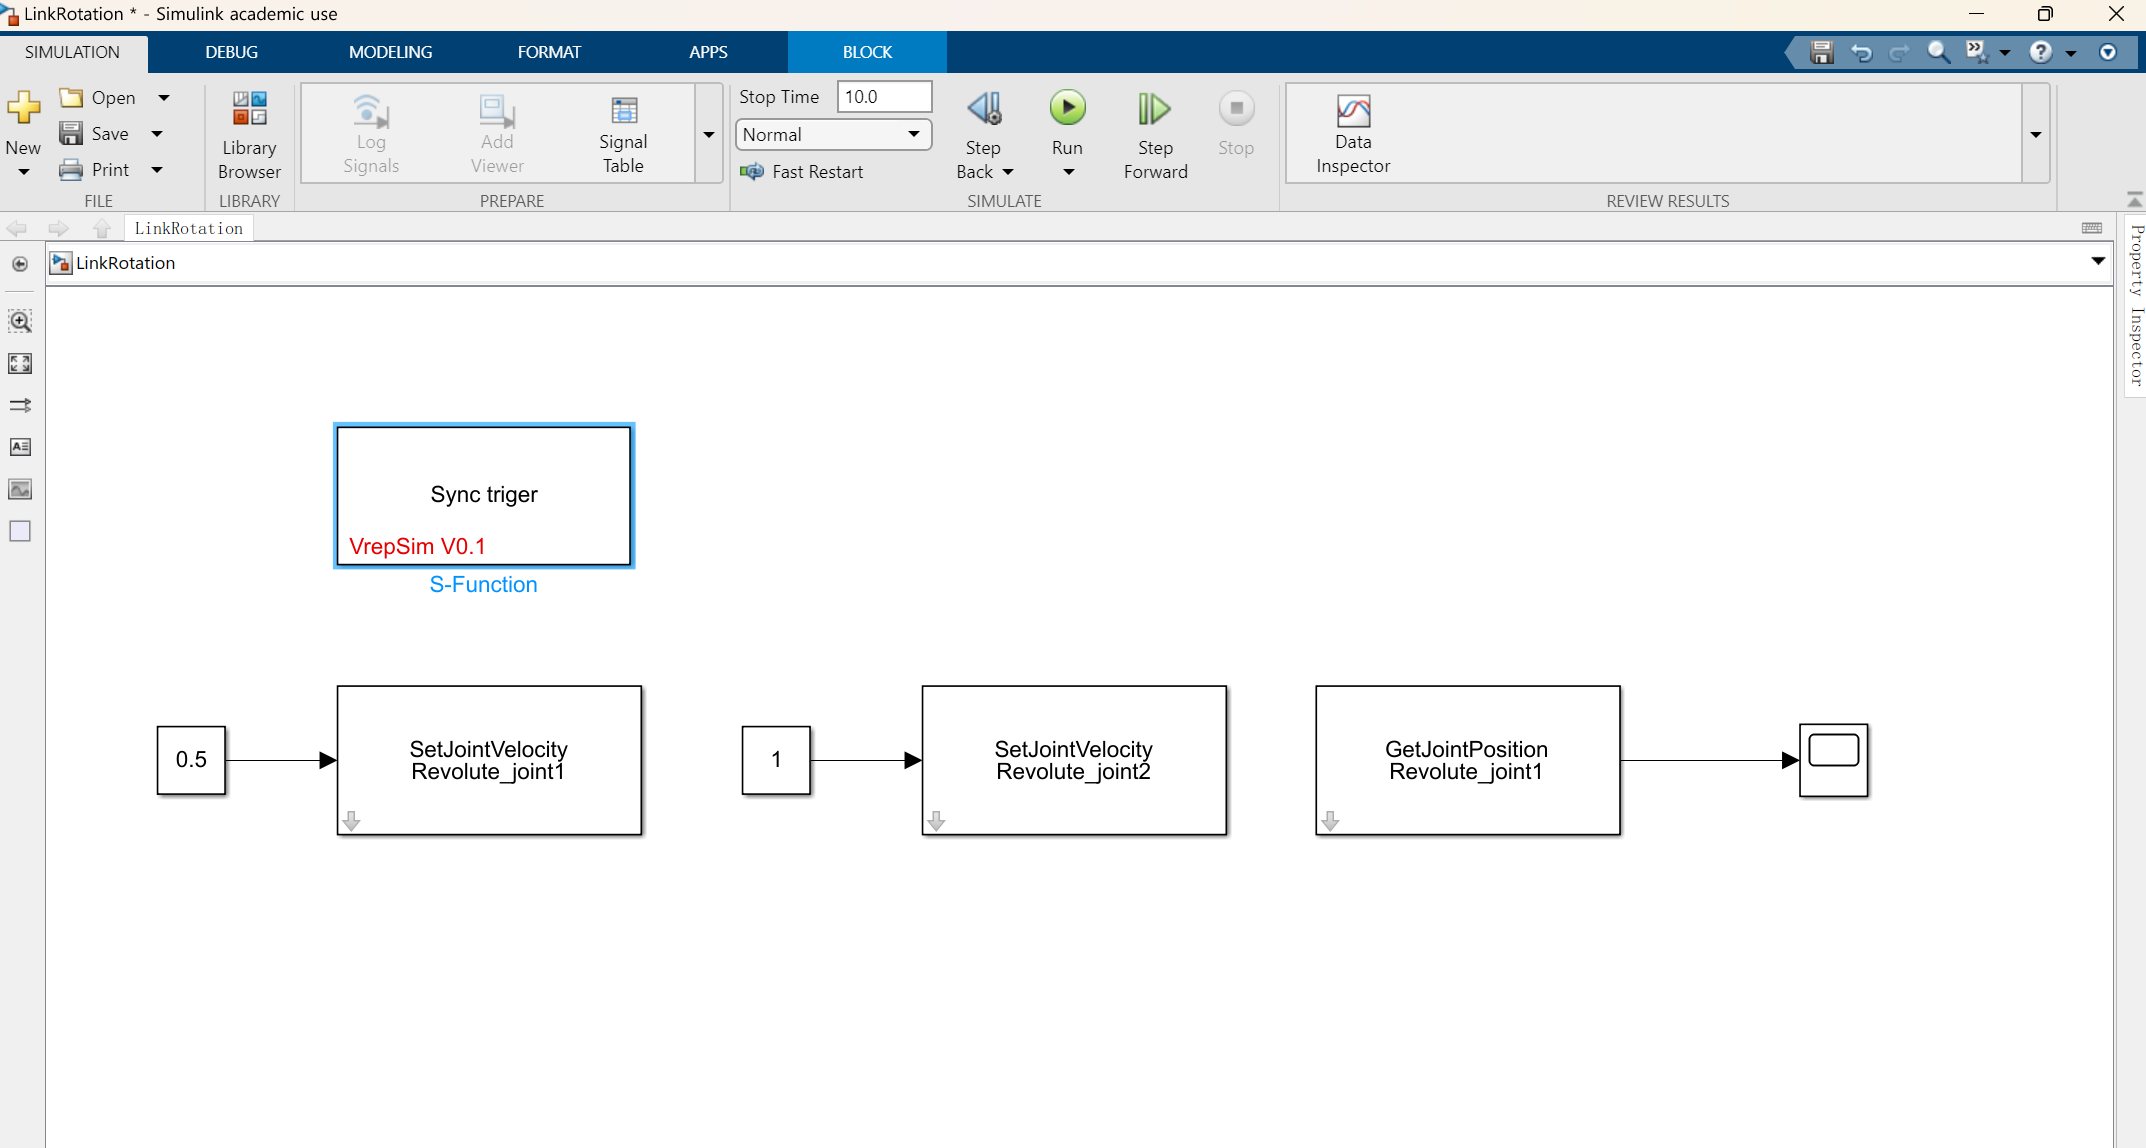 LinkRotation * - Simulink academic use
SIMULATION DEBUG MODELING FORMAT APPS BLOCK
New
Open
Save
Print
FILE
Library
Browser
LIBRARY
Log
Signals
Add
Viewer
Signal
Table
PREPARE
Stop Time 10.0
Normal
Fast Restart
Step
Back
Run
Step
Forward
Stop
SIMULATE
Data
Inspector
REVIEW RESULTS
LinkRotation
LinkRotation
Property Inspector
Sync triger
VrepSim V0.1
S-Function
0.5
SetJointVelocity
Revolute_joint1
1
SetJointVelocity
Revolute_joint2
GetJointPosition
Revolute_joint1